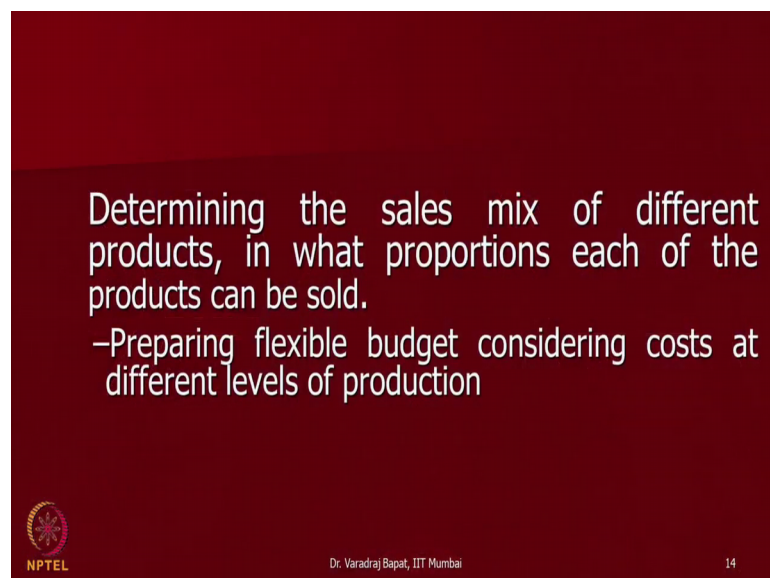 Determining the sales mix of different
products, in what proportions each of the
products can be sold.
–Preparing flexible budget considering costs at
different levels of production
NPTEL
Dr. Varadraj Bapat, IIT Mumbai
14